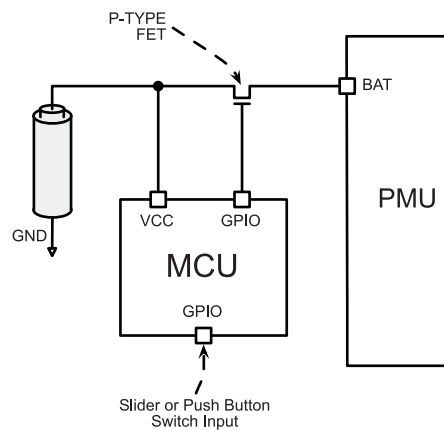 P-TYPE
FET
BAT
PMU
GND
VCC
GPIO
MCU
GPIO
Slider or Push Button
Switch Input